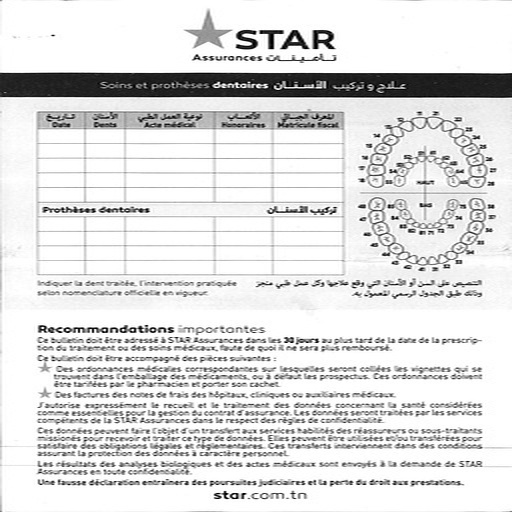 STAR
Assurances تأمينات
Soins et prothèses dentaires علاج و تركيب الأسنان
تاريخ الأسنان نوعية العمل الطبي الأتعاب المعرف الجبائي
Date Dents Acte médical Honoraires Matricule fiscal
Prothèses dentaires تركيب الأسنان
HAUT
BAS
Indiquer la dent traitée, l'intervention pratiquée
selon nomenclature officielle en vigueur.
التنصيص على السن أو الأسنان التي وقع علاجها وكل عمل طبي منجز
وذلك طبق الجدول الرسمي المعمول به.
Recommandations importantes
Ce bulletin doit être adressé à STAR Assurances dans les 30 jours au plus tard de la date de la prescrip-
tion du traitement ou des soins médicaux, faute de quoi il ne sera plus remboursé.
Ce bulletin doit être accompagné des pièces suivantes :
Des ordonnances médicales correspondantes sur lesquelles seront collées les vignettes qui se
trouvent dans l'emballage des médicaments, ou à défaut les prospectus. Ces ordonnances doivent
être tarifiées par le pharmacien et porter son cachet.
Des factures des notes de frais des hôpitaux, cliniques ou auxiliaires médicaux.
J'autorise expressément le recueil et le traitement des données concernant la santé considérées
comme essentielles pour la gestion du contrat d'assurance. Les données seront traitées par les services
compétents de la STAR Assurances dans le respect des règles de confidentialité.
Ces données peuvent faire l'objet d'un transfert aux services habilités des réassureurs ou sous-traitants
missionés pour recevoir et traiter ce type de données. Elles peuvent être utilisées et/ou transférées pour
satisfaire des obligations légales et réglementaires. Ces transferts interviennent dans des conditions
assurant la protection des données à caractère personnel.
Les résultats des analyses biologiques et des actes médicaux sont envoyés à la demande de STAR
Assurances en toute confidentialité.
Une fausse déclaration entraînera des poursuites judiciaires et la perte du droit aux prestations.
star.com.tn